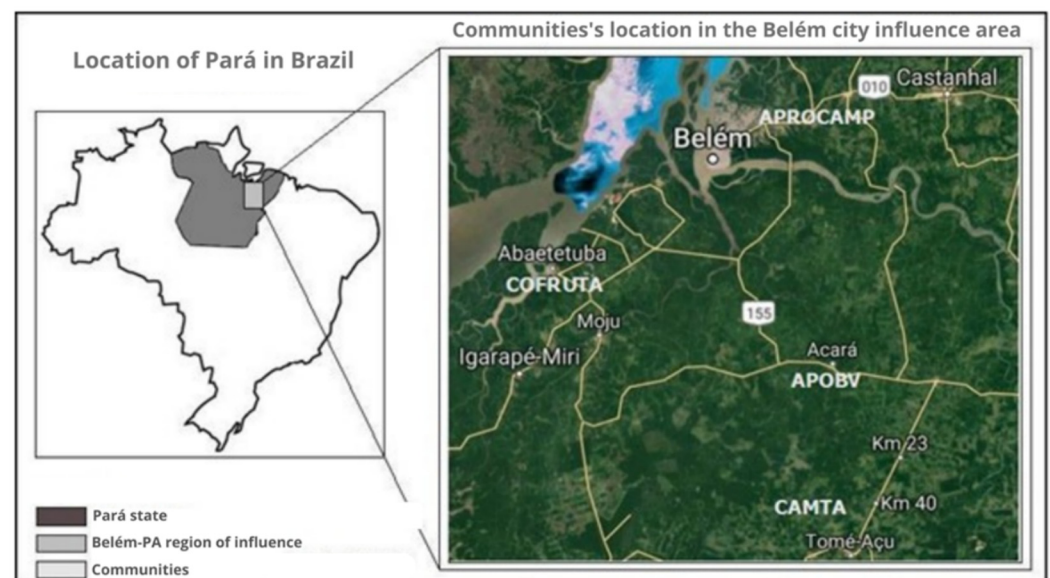 Communities's location in the Belém city influence area
Location of Pará in Brazil
010
Castanhal
APROCAMP
Belém
Abaetetuba
COFRUTA
155
Moju
Igarapé-Miri
Acará
APOBV
Km 23
CAMTA
Km 40
Tomé-Açu
Pará state
Belém-PA region of influence
Communities